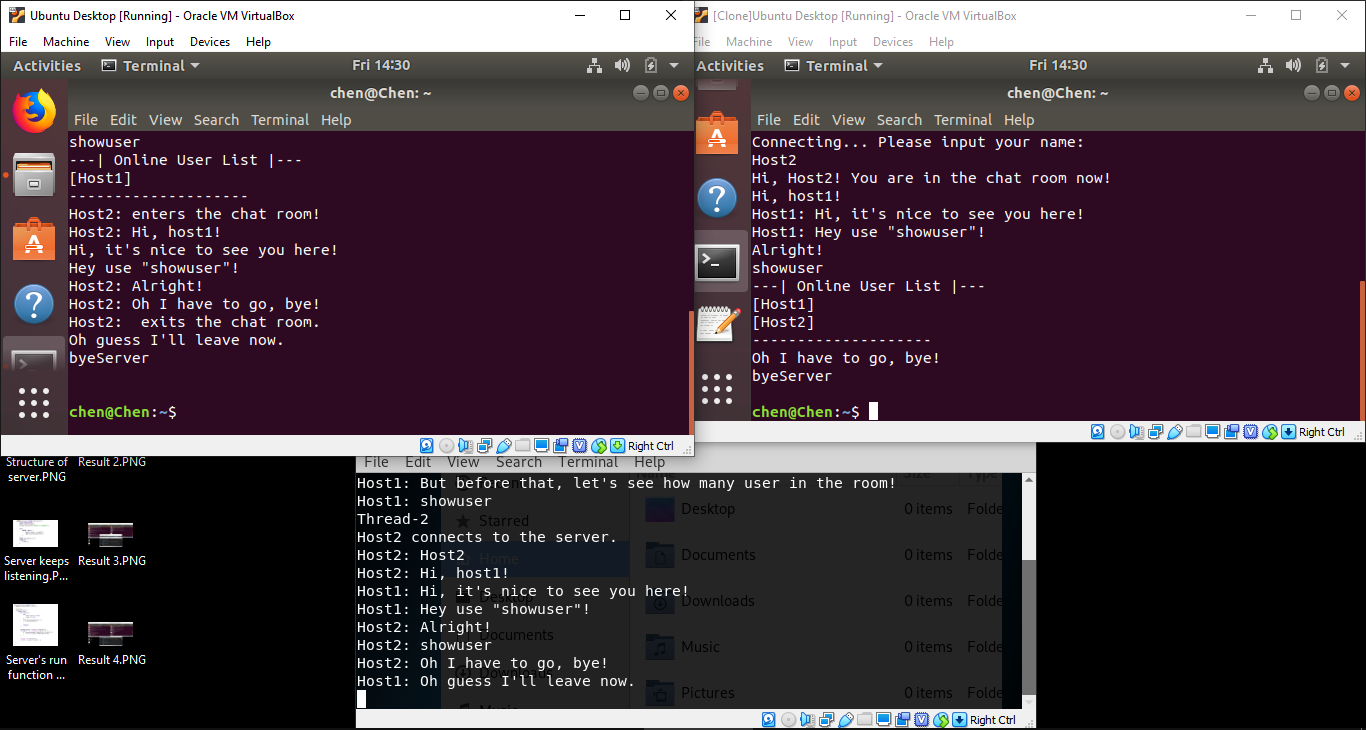 Ubuntu Desktop [Running] - Oracle VM VirtualBox
File Machine View Input Devices Help
Activities Terminal Fri 14:30
chen@Chen: ~
File Edit View Search Terminal Help
showuser
---| Online User List |---
[Host1]
--------------------
Host2: enters the chat room!
Host2: Hi, host1!
Hi, it's nice to see you here!
Hey use "showuser"!
Host2: Alright!
Host2: Oh I have to go, bye!
Host2:  exits the chat room.
Oh guess I'll leave now.
byeServer
chen@Chen:~$
Right Ctrl
[Clone]Ubuntu Desktop [Running] - Oracle VM VirtualBox
File Machine View Input Devices Help
Activities Terminal Fri 14:30
chen@Chen: ~
File Edit View Search Terminal Help
Connecting... Please input your name:
Host2
Hi, Host2! You are in the chat room now!
Hi, host1!
Host1: Hi, it's nice to see you here!
Host1: Hey use "showuser"!
Alright!
showuser
---| Online User List |---
[Host1]
[Host2]
--------------------
Oh I have to go, bye!
byeServer
chen@Chen:~$
Right Ctrl
Structure of
server.PNG
Result 2.PNG
Server keeps
listening.P...
Result 3.PNG
Server's run
function ...
Result 4.PNG
File Edit View Search Terminal Help
Host1: But before that, let's see how many user in the room!
Host1: showuser
Thread-2
Host2 connects to the server.
Host2: Host2
Host2: Hi, host1!
Host1: Hi, it's nice to see you here!
Host1: Hey use "showuser"!
Host2: Alright!
Host2: showuser
Host2: Oh I have to go, bye!
Host1: Oh guess I'll leave now.
Starred
Home
Desktop
Documents
Downloads
Music
Size Type
Desktop 0 items Folde
Documents 0 items Folde
Downloads 0 items Folde
Music 0 items Folde
Pictures 0 items Folde
Right Ctrl